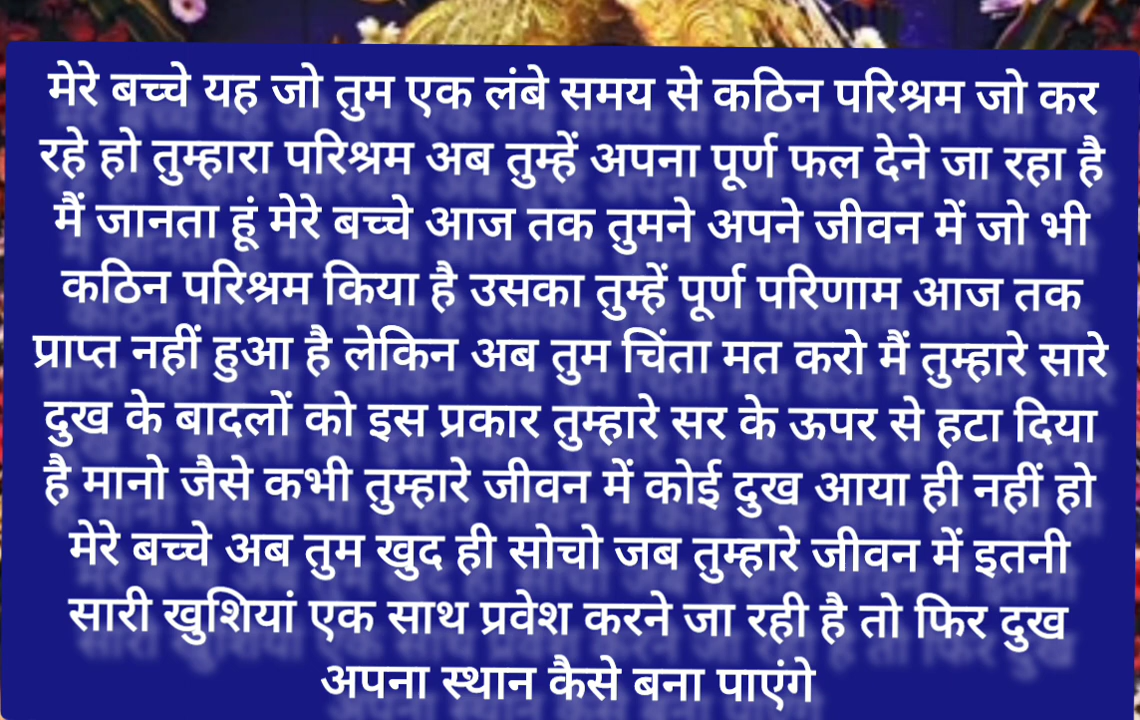 मेरे बच्चे यह जो तुम एक लंबे समय से कठिन परिश्रम जो कर
रहे हो तुम्हारा परिश्रम अब तुम्हें अपना पूर्ण फल देने जा रहा है
मैं जानता हूं मेरे बच्चे आज तक तुमने अपने जीवन में जो भी
कठिन परिश्रम किया है उसका तुम्हें पूर्ण परिणाम आज तक
प्राप्त नहीं हुआ है लेकिन अब तुम चिंता मत करो मैं तुम्हारे सारे
दुख के बादलों को इस प्रकार तुम्हारे सर के ऊपर से हटा दिया
है मानो जैसे कभी तुम्हारे जीवन में कोई दुख आया ही नहीं हो
मेरे बच्चे अब तुम खुद ही सोचो जब तुम्हारे जीवन में इतनी
सारी खुशियां एक साथ प्रवेश करने जा रही है तो फिर दुख
अपना स्थान कैसे बना पाएंगे